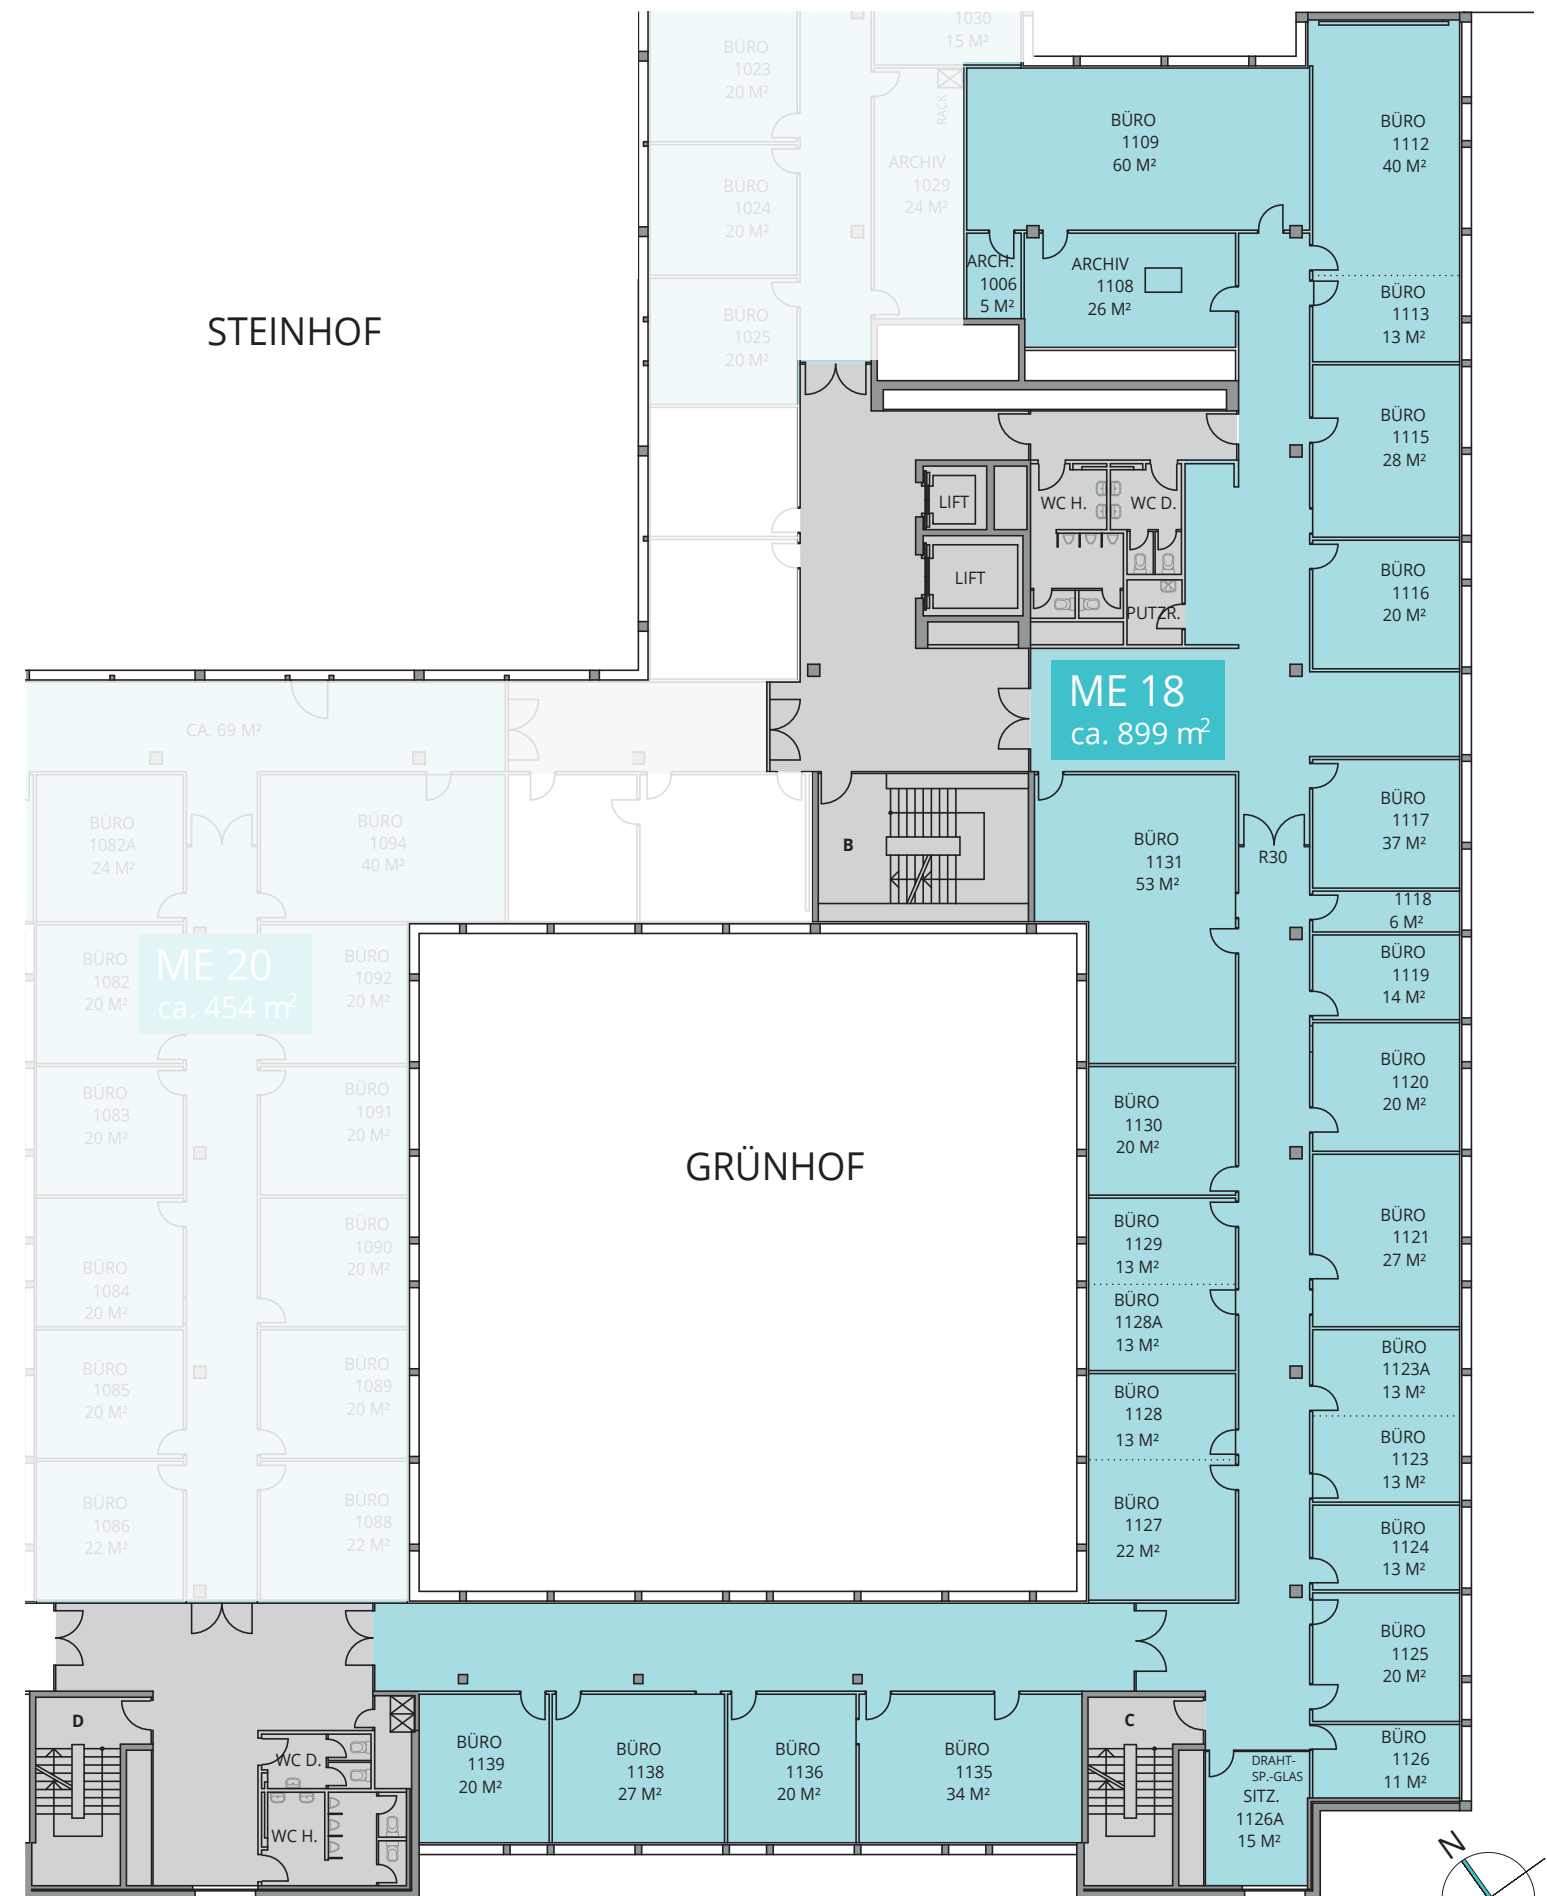 BÜRO
1023
20 M²
1030
15 M²
RACK
BÜRO
1109
60 M²
BÜRO
1112
40 M²
BÜRO
1024
20 M²
ARCHIV
1029
24 M²
ARCH.
1006
5 M²
ARCHIV
1108
26 M²
BÜRO
1113
13 M²
STEINHOF
BÜRO
1025
20 M²
BÜRO
1115
28 M²
LIFT
WC H.
WC D.
LIFT
PUTZR.
BÜRO
1116
20 M²
ME 18
ca. 899 m²
CA. 69 M²
BÜRO
1082A
24 M²
BÜRO
1094
40 M²
B
BÜRO
1131
53 M²
R30
BÜRO
1117
37 M²
1118
6 M²
BÜRO
1082
20 M²
ME 20
ca. 454 m²
BÜRO
1092
20 M²
BÜRO
1119
14 M²
BÜRO
1083
20 M²
BÜRO
1091
20 M²
GRÜNHOF
BÜRO
1130
20 M²
BÜRO
1120
20 M²
BÜRO
1084
20 M²
BÜRO
1090
20 M²
BÜRO
1129
13 M²
BÜRO
1121
27 M²
BÜRO
1128A
13 M²
BÜRO
1085
20 M²
BÜRO
1089
20 M²
BÜRO
1128
13 M²
BÜRO
1123A
13 M²
BÜRO
1123
13 M²
BÜRO
1086
22 M²
BÜRO
1088
22 M²
BÜRO
1127
22 M²
BÜRO
1124
13 M²
BÜRO
1125
20 M²
D
WC D.
WC H.
BÜRO
1139
20 M²
BÜRO
1138
27 M²
BÜRO
1136
20 M²
BÜRO
1135
34 M²
C
DRAHT-
SP.-GLAS
SITZ.
1126A
15 M²
BÜRO
1126
11 M²
N